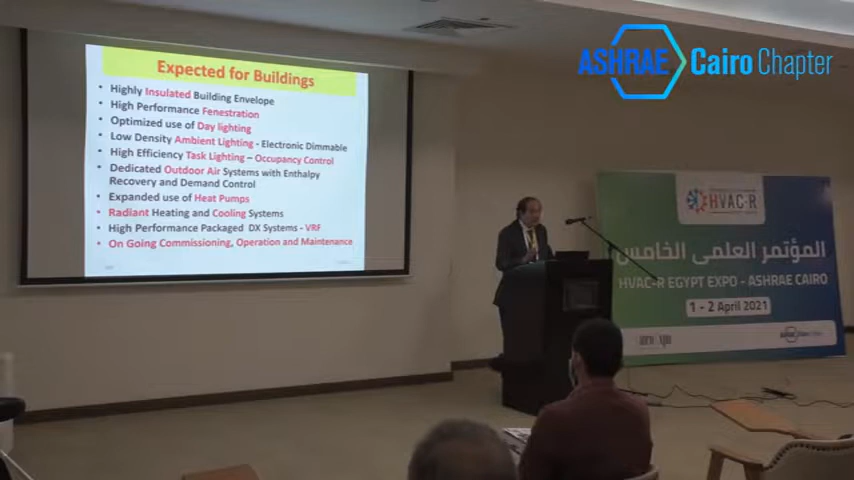 ASHRAE Cairo Chapter
Expected for Buildings
• Highly Insulated Building Envelope
• High Performance Fenestration
• Optimized use of Day lighting
• Low Density Ambient Lighting - Electronic Dimmable
• High Efficiency Task Lighting – Occupancy Control
• Dedicated Outdoor Air Systems with Enthalpy
Recovery and Demand Control
• Expanded use of Heat Pumps
• Radiant Heating and Cooling Systems
• High Performance Packaged DX Systems - VRF
• On Going Commissioning, Operation and Maintenance
HVAC-R
المؤتمر العلمى الخامس
HVAC-R EGYPT EXPO - ASHRAE CAIRO
1 - 2 April 2021